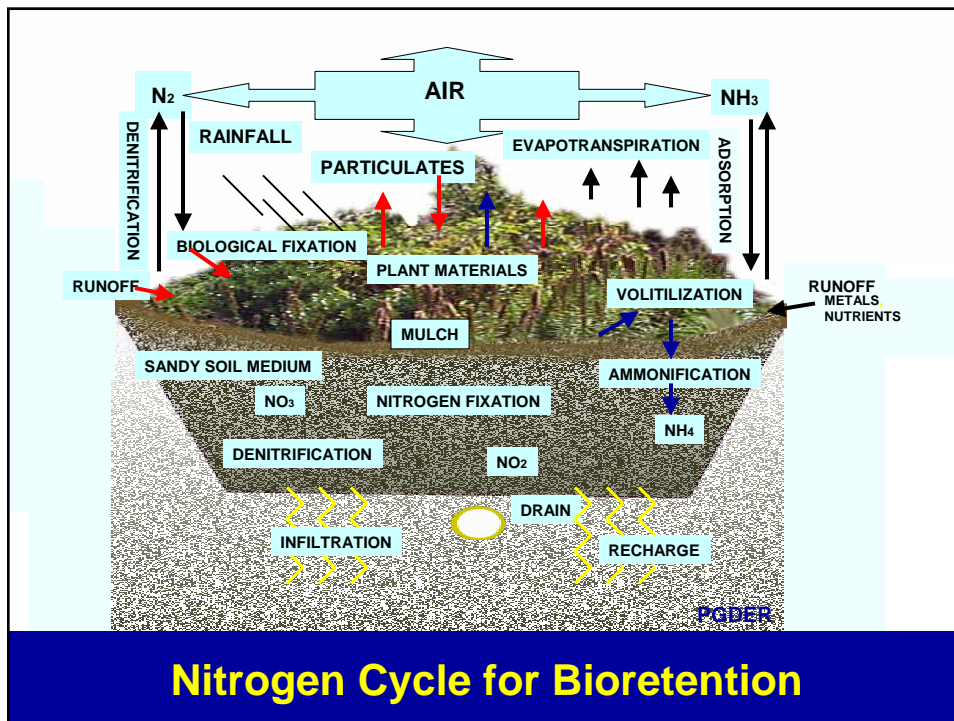 AIR
N2
NH3
DENITRIFICATION
RAINFALL
EVAPOTRANSPIRATION
ADSORPTION
PARTICULATES
BIOLOGICAL FIXATION
PLANT MATERIALS
RUNOFF
VOLITILIZATION
RUNOFF
METALS
NUTRIENTS
MULCH
SANDY SOIL MEDIUM
AMMONIFICATION
NO3
NITROGEN FIXATION
NH4
DENITRIFICATION
NO2
DRAIN
INFILTRATION
RECHARGE
PGDER
Nitrogen Cycle for Bioretention